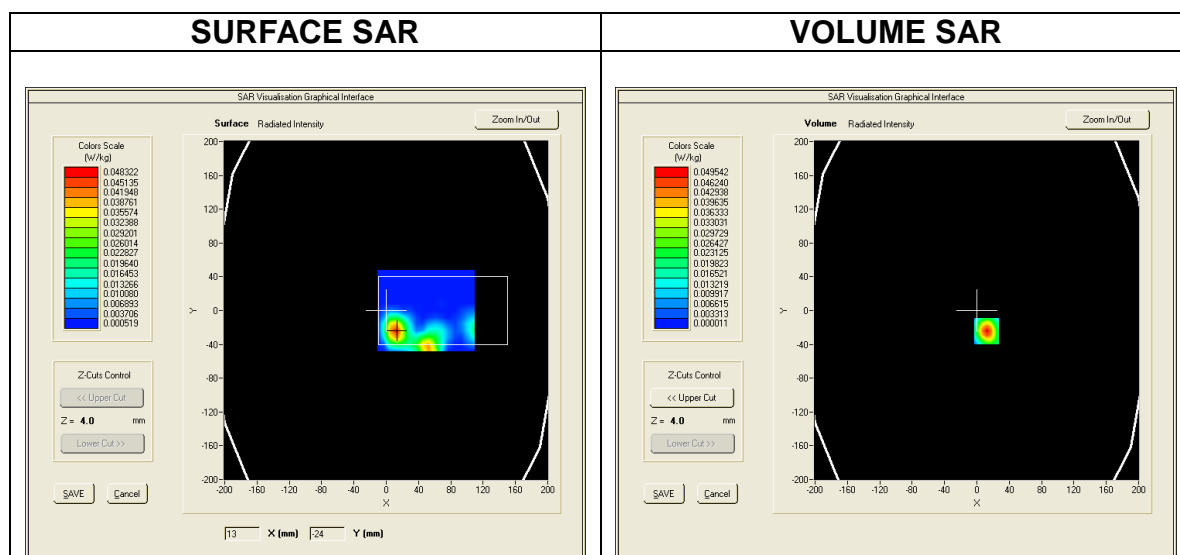 SURFACE SAR
VOLUME SAR
SAR Visualisation Graphical Interface
Surface Radiated Intensity
Zoom In/Out
Colors Scale
(W/kg)
0.048322
0.045135
0.041948
0.038761
0.035574
0.032388
0.029201
0.026014
0.022827
0.019640
0.016453
0.013266
0.010080
0.006893
0.003706
0.000519
200
160
120
80
40
0
-40
-80
-120
-160
-200
Y
-200 -160 -120 -80 -40 0 40 80 120 160 200
X
Z-Cuts Control
<< Upper Cut
Z = 4.0 mm
Lower Cut >>
SAVE Cancel
13 X (mm) -24 Y (mm)
SAR Visualisation Graphical Interface
Volume Radiated Intensity
Zoom In/Out
Colors Scale
(W/kg)
0.049542
0.046240
0.042938
0.039635
0.036333
0.033031
0.029729
0.026427
0.023125
0.019823
0.016521
0.013219
0.009917
0.006615
0.003313
0.000011
200
160
120
80
40
0
-40
-80
-120
-160
-200
Y
-200 -160 -120 -80 -40 0 40 80 120 160 200
X
Z-Cuts Control
<< Upper Cut
Z = 4.0 mm
Lower Cut >>
SAVE Cancel